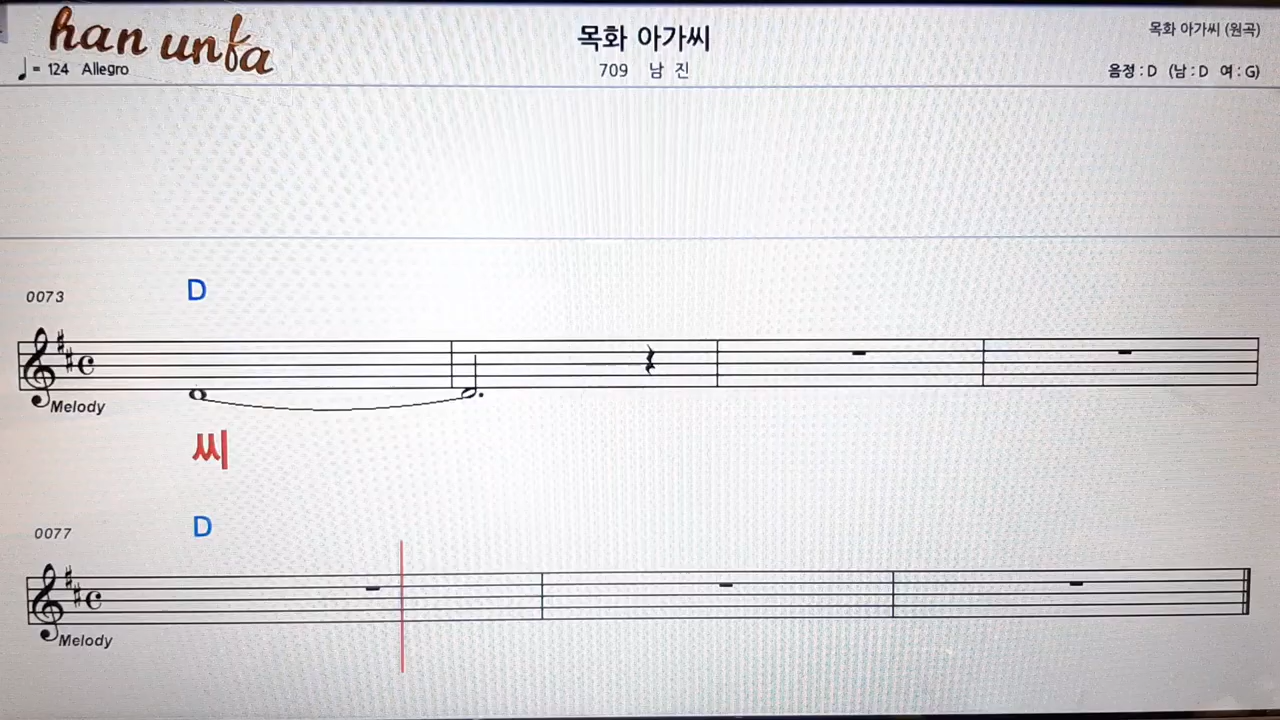 han unfa
목화 아가씨
목화 아가씨 (원곡)
♩= 124 Allegro
709 남 진
음정 : D (남 : D 여 : G)
0073
D
Melody
씨
0077
D
Melody